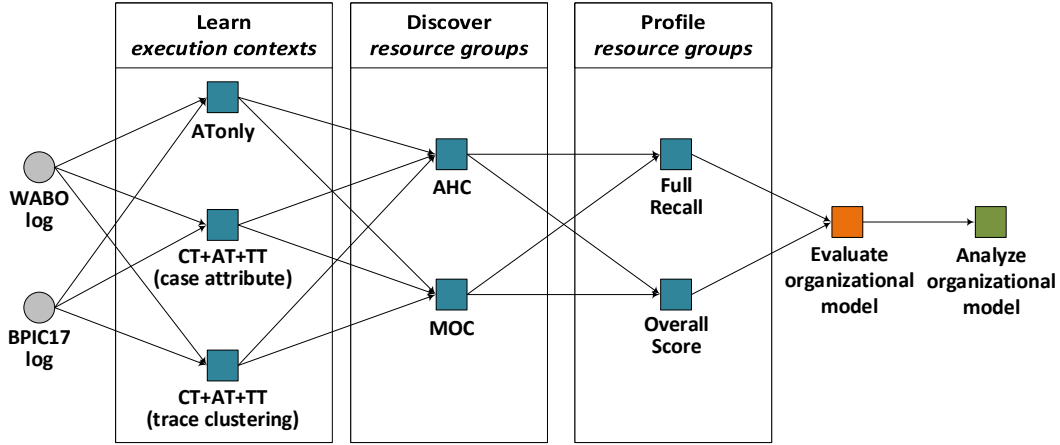 Learn
execution contexts
Discover
resource groups
Profile
resource groups
WABO
log
BPIC17
log
ATonly
CT+AT+TT
(case attribute)
CT+AT+TT
(trace clustering)
AHC
MOC
Full
Recall
Overall
Score
Evaluate
organizational
model
Analyze
organizational
model